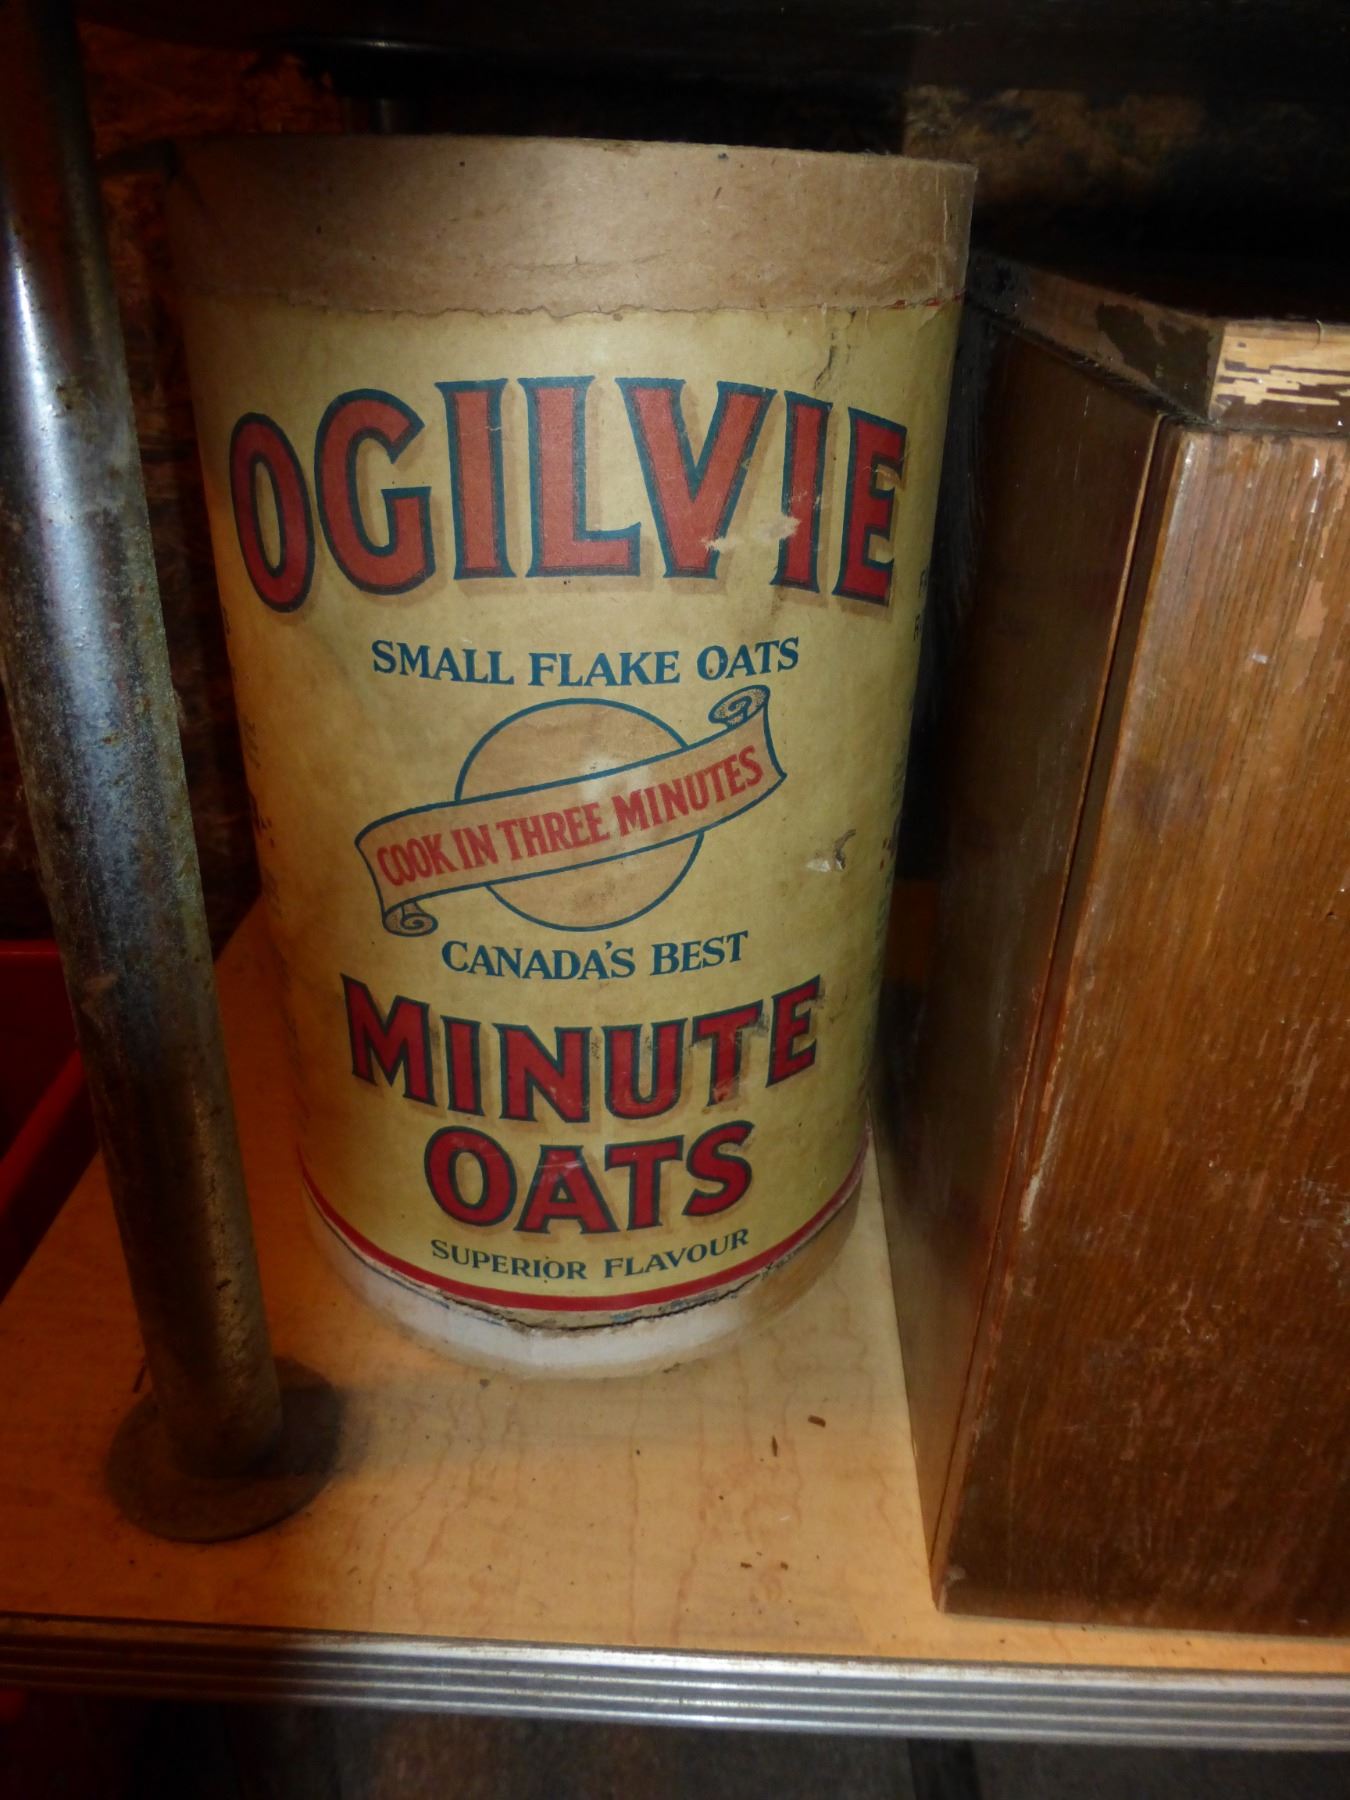 OGILVIE
SMALL FLAKE OATS
COOK IN THREE MINUTES
CANADA'S BEST
MINUTE
OATS
SUPERIOR FLAVOUR